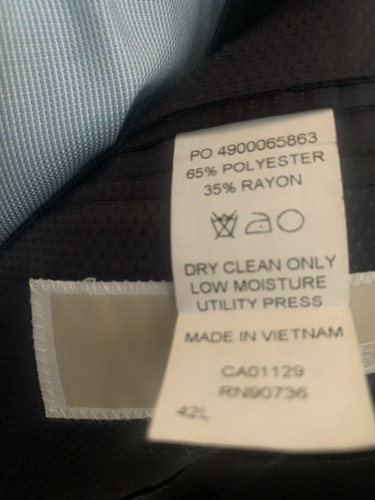 PO 4900065863
65% POLYESTER
35% RAYON
DRY CLEAN ONLY
LOW MOISTURE
UTILITY PRESS
MADE IN VIETNAM
CA01129
RN90736
42L